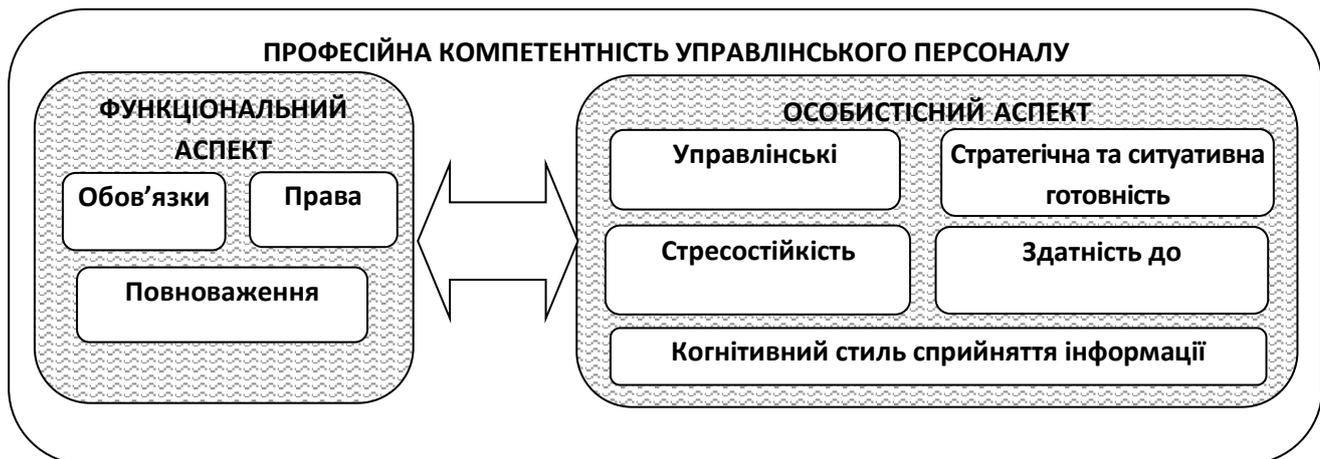 ПРОФЕСІЙНА КОМПЕТЕНТНІСТЬ УПРАВЛІНСЬКОГО ПЕРСОНАЛУ
ФУНКЦІОНАЛЬНИЙ
АСПЕКТ
Обов’язки
Права
Повноваження
ОСОБИСТІСНИЙ АСПЕКТ
Управлінські
Стратегічна та ситуативна
готовність
Стресостійкість
Здатність до
Когнітивний стиль сприйняття інформації